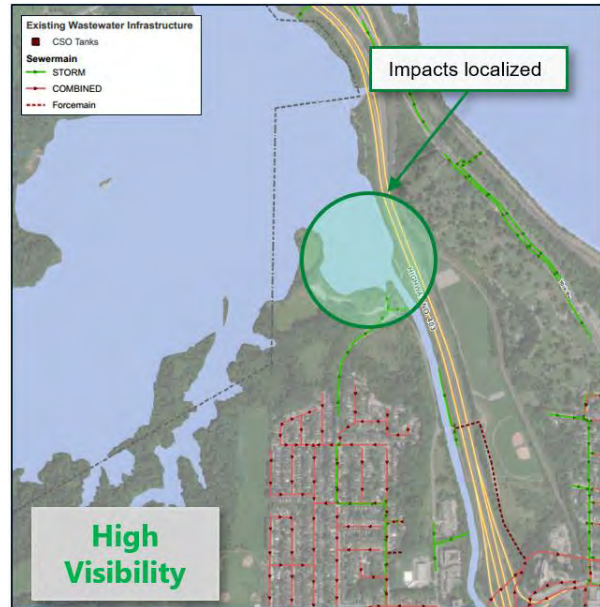 Existing Wastewater Infrastructure
CSO Tanks
Sewermain
STORM
COMBINED
Forcemain
Impacts localized
High
Visibility